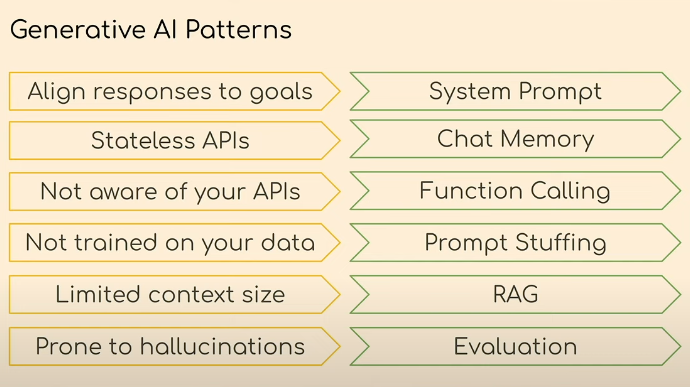 Generative AI Patterns
Align responses to goals
System Prompt
Stateless APIs
Chat Memory
Not aware of your APIs
Function Calling
Not trained on your data
Prompt Stuffing
Limited context size
RAG
Prone to hallucinations
Evaluation